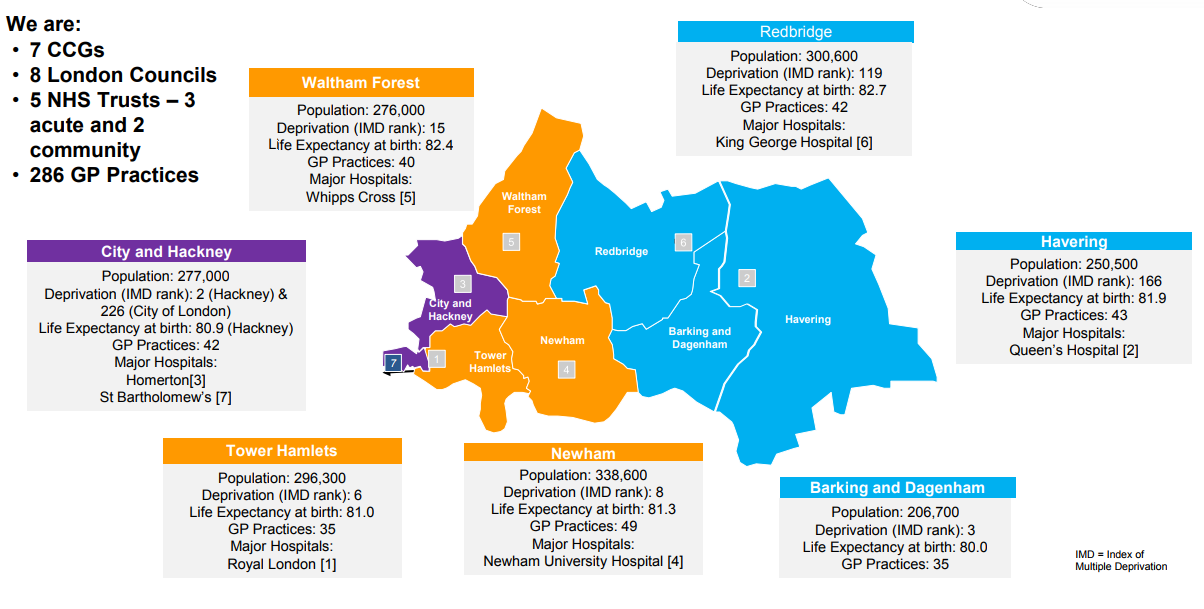 We are:
• 7 CCGs
• 8 London Councils
• 5 NHS Trusts – 3
acute and 2
community
• 286 GP Practices
Waltham Forest
Population: 276,000
Deprivation (IMD rank): 15
Life Expectancy at birth: 82.4
GP Practices: 40
Major Hospitals:
Whipps Cross [5]
Redbridge
Population: 300,600
Deprivation (IMD rank): 119
Life Expectancy at birth: 82.7
GP Practices: 42
Major Hospitals:
King George Hospital [6]
City and Hackney
Population: 277,000
Deprivation (IMD rank): 2 (Hackney) &
226 (City of London)
Life Expectancy at birth: 80.9 (Hackney)
GP Practices: 42
Major Hospitals:
Homerton[3]
St Bartholomew's [7]
Waltham
Forest
5
Redbridge
6
3
City and
Hackney
2
Havering
Newham
4
Barking and
Dagenham
7
1
Tower
Hamlets
Havering
Population: 250,500
Deprivation (IMD rank): 166
Life Expectancy at birth: 81.9
GP Practices: 43
Major Hospitals:
Queen's Hospital [2]
Tower Hamlets
Population: 296,300
Deprivation (IMD rank): 6
Life Expectancy at birth: 81.0
GP Practices: 35
Major Hospitals:
Royal London [1]
Newham
Population: 338,600
Deprivation (IMD rank): 8
Life Expectancy at birth: 81.3
GP Practices: 49
Major Hospitals:
Newham University Hospital [4]
Barking and Dagenham
Population: 206,700
Deprivation (IMD rank): 3
Life Expectancy at birth: 80.0
GP Practices: 35
IMD = Index of
Multiple Deprivation